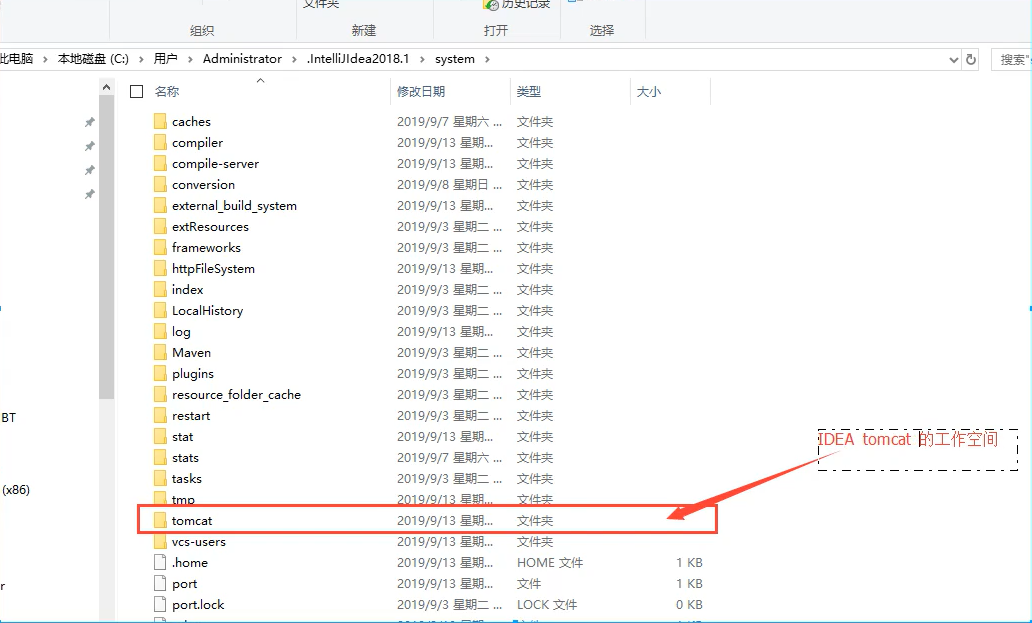 文件夹
历史记录
组织
新建
打开
选择
此电脑 › 本地磁盘 (C:) › 用户 › Administrator › .IntelliJIdea2018.1 › system ›
搜索"
名称 修改日期 类型 大小
caches 2019/9/7 星期六 ... 文件夹
compiler 2019/9/13 星期... 文件夹
compile-server 2019/9/13 星期... 文件夹
conversion 2019/9/8 星期日 ... 文件夹
external_build_system 2019/9/13 星期... 文件夹
extResources 2019/9/3 星期二 ... 文件夹
frameworks 2019/9/3 星期二 ... 文件夹
httpFileSystem 2019/9/13 星期... 文件夹
index 2019/9/3 星期二 ... 文件夹
LocalHistory 2019/9/3 星期二 ... 文件夹
log 2019/9/13 星期... 文件夹
Maven 2019/9/3 星期二 ... 文件夹
plugins 2019/9/3 星期二 ... 文件夹
resource_folder_cache 2019/9/3 星期二 ... 文件夹
restart 2019/9/3 星期二 ... 文件夹
BT
stat 2019/9/13 星期... 文件夹
IDEA tomcat 的工作空间
stats 2019/9/7 星期六 ... 文件夹
tasks 2019/9/3 星期二 ... 文件夹
(x86)
tmp 2019/9/13 星期... 文件夹
tomcat 2019/9/13 星期... 文件夹
vcs-users 2019/9/13 星期... 文件夹
.home 2019/9/13 星期... HOME 文件 1 KB
port 2019/9/13 星期... 文件 1 KB
r
port.lock 2019/9/3 星期二 ... LOCK 文件 0 KB